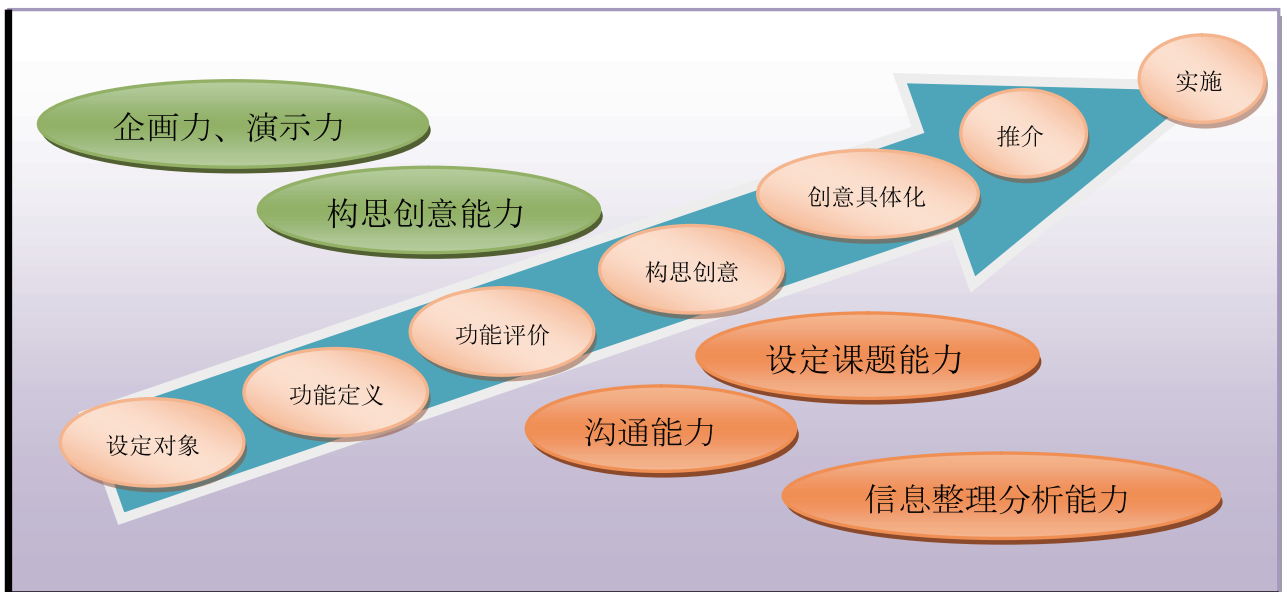 实施
企画力、演示力
推介
创意具体化
构思创意能力
构思创意
功能评价
设定课题能力
功能定义
沟通能力
设定对象
信息整理分析能力